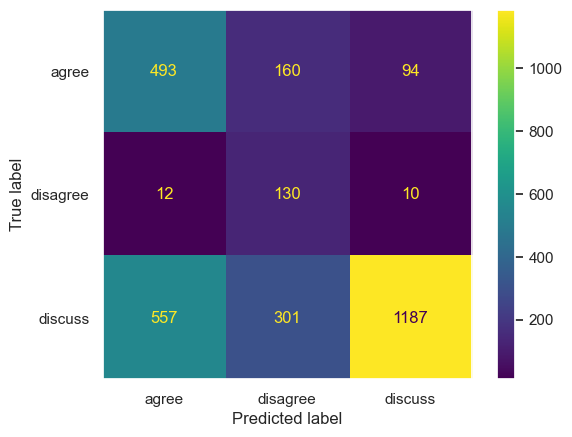 agree 493 160 94
disagree 12 130 10
discuss 557 301 1187
agree disagree discuss
Predicted label
True label
1000
800
600
400
200